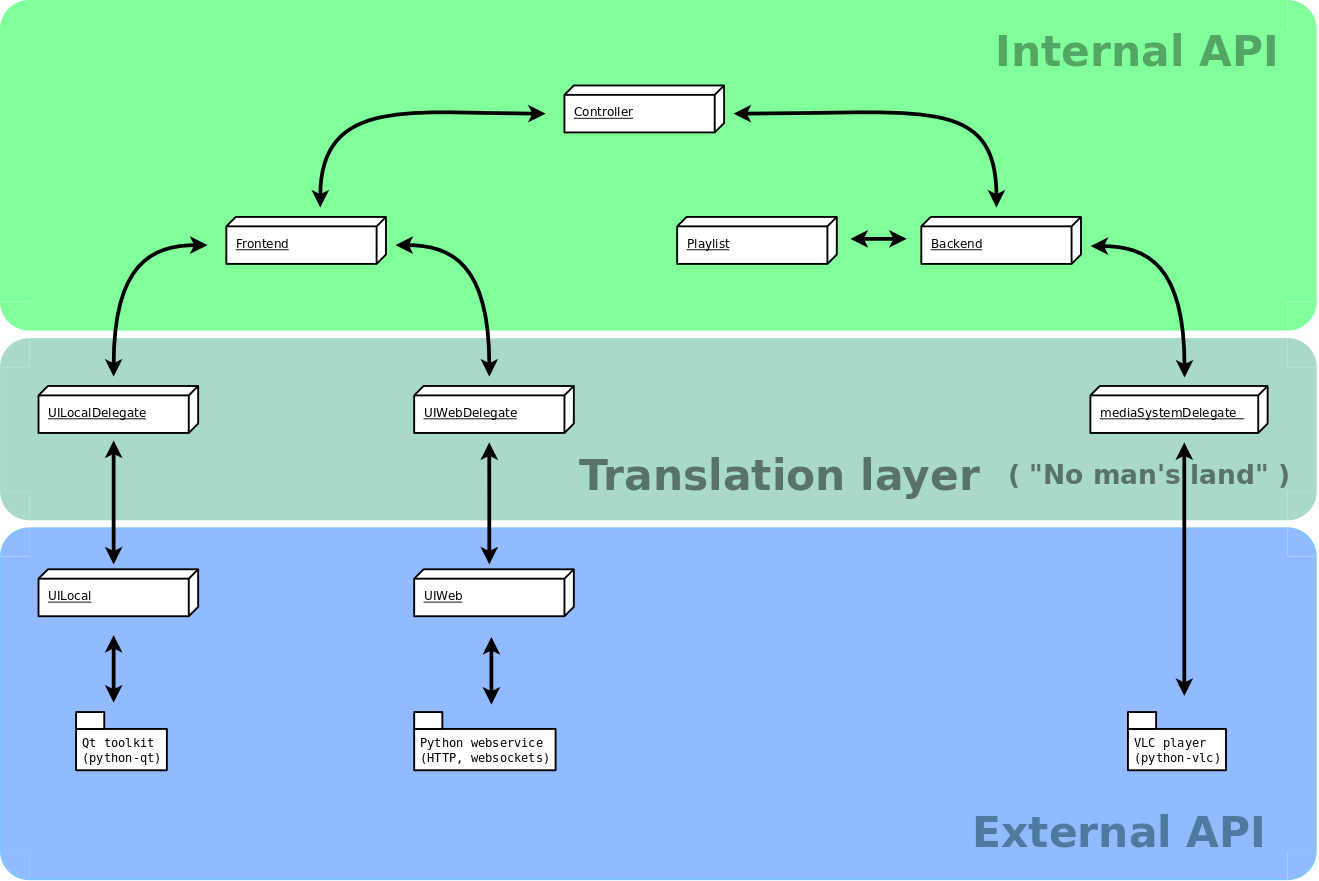 Internal API
Controller
Frontend
Playlist
Backend
UILocalDelegate
UIWebDelegate
mediaSystemDelegate
Translation layer ( "No man's land" )
UILocal
UIWeb
Qt toolkit
(python-qt)
Python webservice
(HTTP, websockets)
VLC player
(python-vlc)
External API